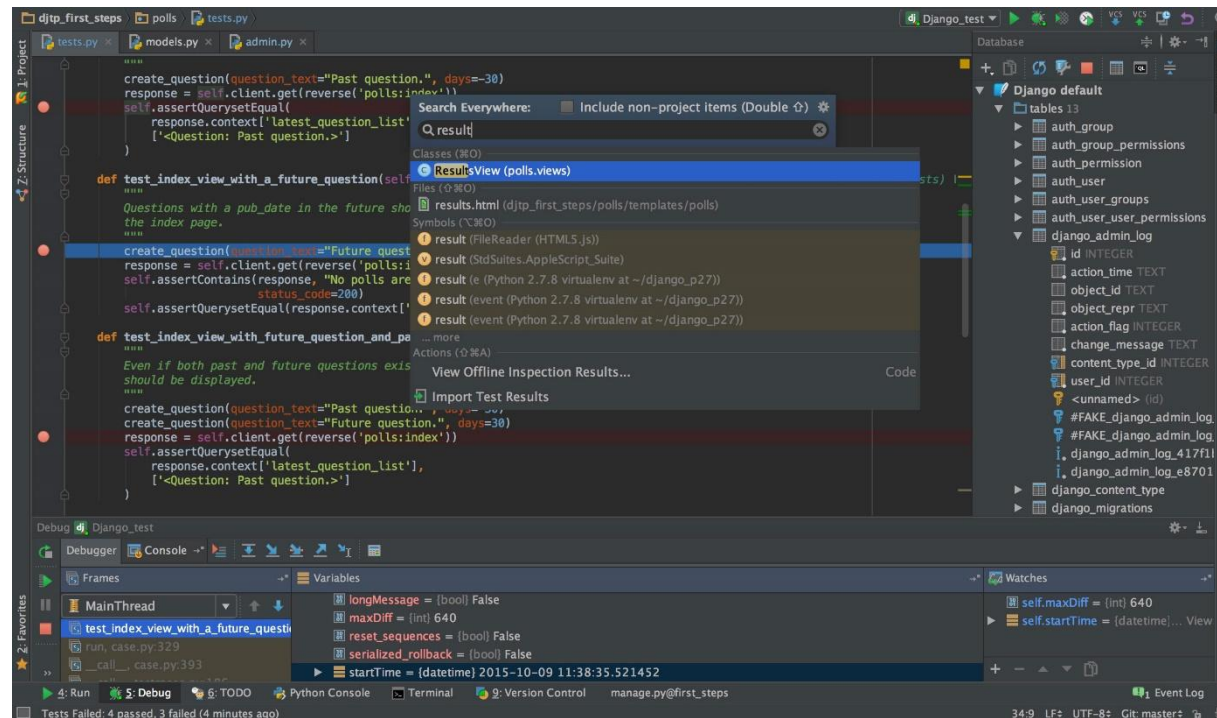 djtp_first_steps polls tests.py
Django_test
VCS VCS
tests.py × models.py × admin.py ×
Database
1: Project
Z: Structure
2: Favorites
"""
create_question(question_text="Past question.", days=-30)
response = self.client.get(reverse('polls:index'))
self.assertQuerysetEqual(
response.context['latest_question_list'
['<Question: Past question.>']
)
def test_index_view_with_a_future_question(self
"""
Questions with a pub_date in the future sho
the index page.
"""
create_question(question_text="Future quest
response = self.client.get(reverse('polls:i
self.assertContains(response, "No polls are
status_code=200)
self.assertQuerysetEqual(response.context['
def test_index_view_with_future_question_and_pa
"""
Even if both past and future questions exis
should be displayed.
"""
create_question(question_text="Past question.", days=-30)
create_question(question_text="Future question.", days=30)
response = self.client.get(reverse('polls:index'))
self.assertQuerysetEqual(
response.context['latest_question_list'],
['<Question: Past question.>']
)
Search Everywhere: Include non-project items (Double ⇧)
result
Classes (⌘O)
ResultsView (polls.views)
Files (⇧⌘O)
results.html (djtp_first_steps/polls/templates/polls)
Symbols (⌥⌘O)
result (FileReader (HTML5.js))
result (StdSuites.AppleScript_Suite)
result (e (Python 2.7.8 virtualenv at ~/django_p27))
result (event (Python 2.7.8 virtualenv at ~/django_p27))
result (event (Python 2.7.8 virtualenv at ~/django_p27))
... more
Actions (⇧⌘A)
View Offline Inspection Results... Code
Import Test Results
sts)
Django default
tables 13
auth_group
auth_group_permissions
auth_permission
auth_user
auth_user_groups
auth_user_user_permissions
django_admin_log
id INTEGER
action_time TEXT
object_id TEXT
object_repr TEXT
action_flag INTEGER
change_message TEXT
content_type_id INTEGER
user_id INTEGER
<unnamed> (id)
#FAKE_django_admin_log_
#FAKE_django_admin_log_
django_admin_log_417f1l
django_admin_log_e8701
django_content_type
django_migrations
Debug Django_test
Debugger Console
Frames
MainThread
test_index_view_with_a_future_questi
run, case.py:329
__call__, case.py:393
Variables
longMessage = {bool} False
maxDiff = {int} 640
reset_sequences = {bool} False
serialized_rollback = {bool} False
startTime = {datetime} 2015-10-09 11:38:35.521452
Watches
self.maxDiff = {int} 640
self.startTime = {datetime}... View
4: Run 5: Debug 6: TODO Python Console Terminal 9: Version Control manage.py@first_steps 1 Event Log
Tests Failed: 4 passed, 3 failed (4 minutes ago) 34:9 LF UTF-8 Git: master